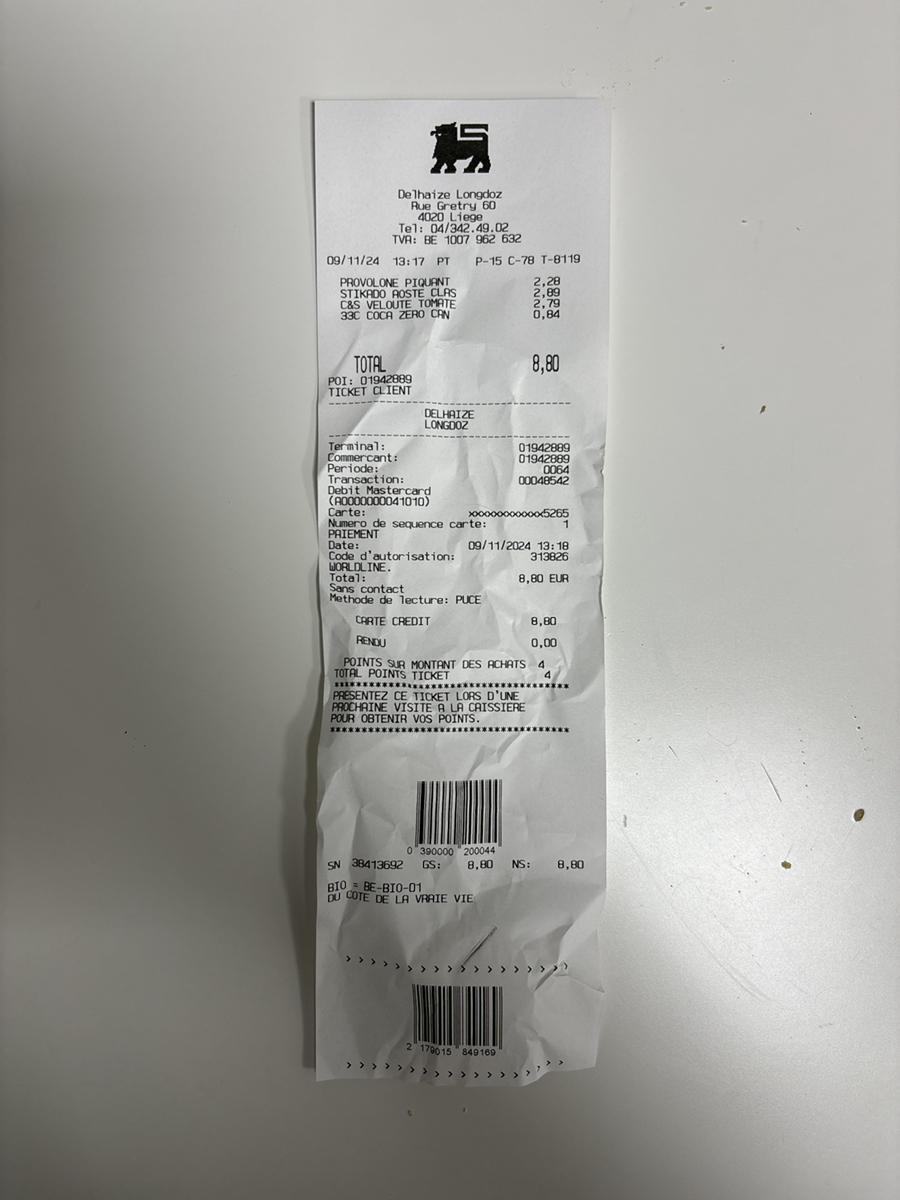 Delhaize Longdoz
Rue Gretry 60
4020 Liege
Tel: 04/342.49.02
TVA: BE 1007 962 632
09/11/24 13:17 PT P-15 C-78 T-8119
PROVOLONE PIQUANT 2,28
STIKADO AOSTE CLAS 2,89
C&S VELOUTE TOMATE 2,79
33C COCA ZERO CAN 0,84
TOTAL 8,80
POI: 01942889
TICKET CLIENT
DELHAIZE
LONGDOZ
Terminal: 01942889
Commercant: 01942889
Periode: 0064
Transaction: 00048542
Debit Mastercard
(A0000000041010)
Carte: xxxxxxxxxxxx5265
Numero de sequence carte: 1
PAIEMENT
Date: 09/11/2024 13:18
Code d'autorisation: 313826
WORLDLINE.
Total: 8,80 EUR
Sans contact
Methode de lecture: PUCE
CARTE CREDIT 8,80
RENDU 0,00
POINTS SUR MONTANT DES ACHATS 4
TOTAL POINTS TICKET 4
****************************************
PRESENTEZ CE TICKET LORS D'UNE
PROCHAINE VISITE A LA CAISSIERE
POUR OBTENIR VOS POINTS.
****************************************
0 390000 200044
SN 38413692 GS: 8,80 NS: 8,80
BIO = BE-BIO-01
DU COTE DE LA VRAIE VIE
> > > > > > > > > > > > > > > > > >
2 179015 849169
> > > > > > > > > > > > > > > > > >